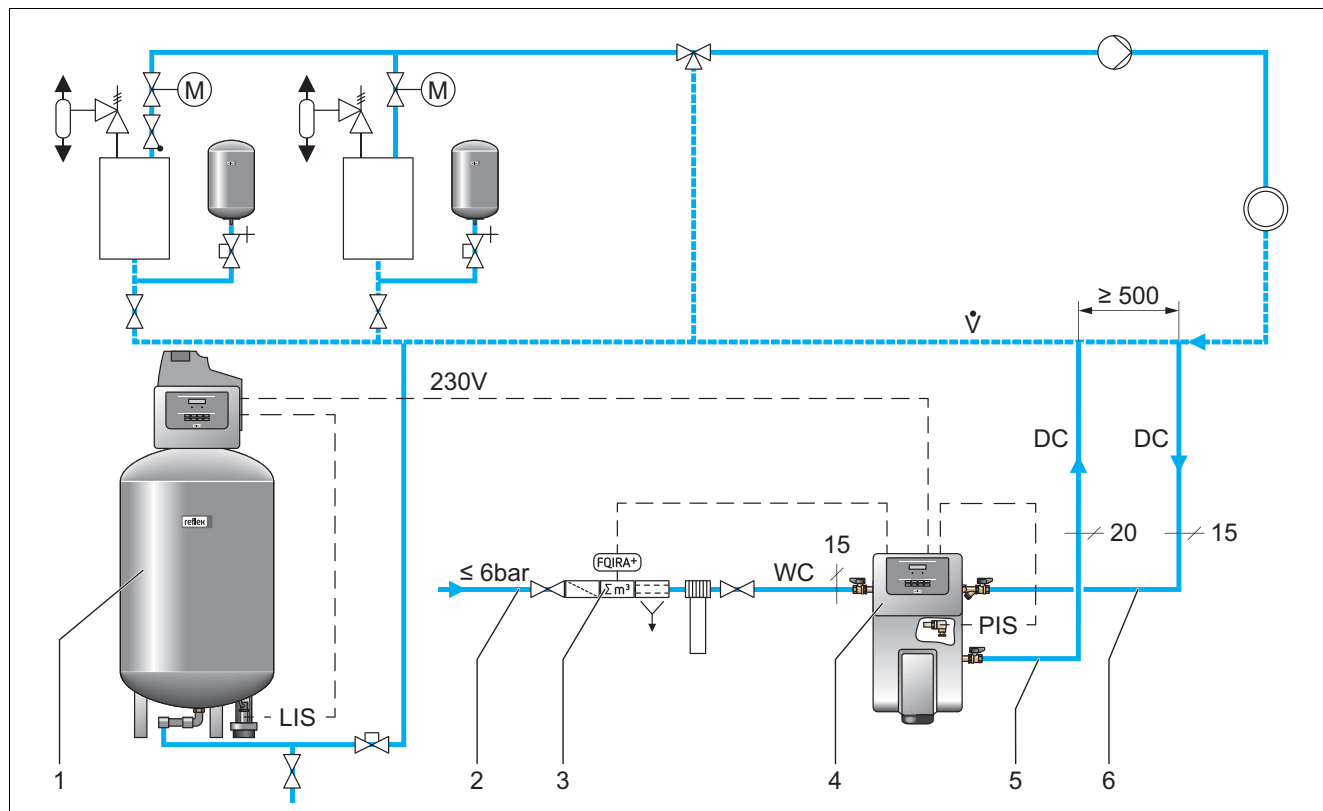 M
M
≥ 500
V̇
230V
DC
DC
20
15
reflex
FQIRA+
≤ 6bar
Σ m³
WC
15
PIS
LIS
1
2
3
4
5
6